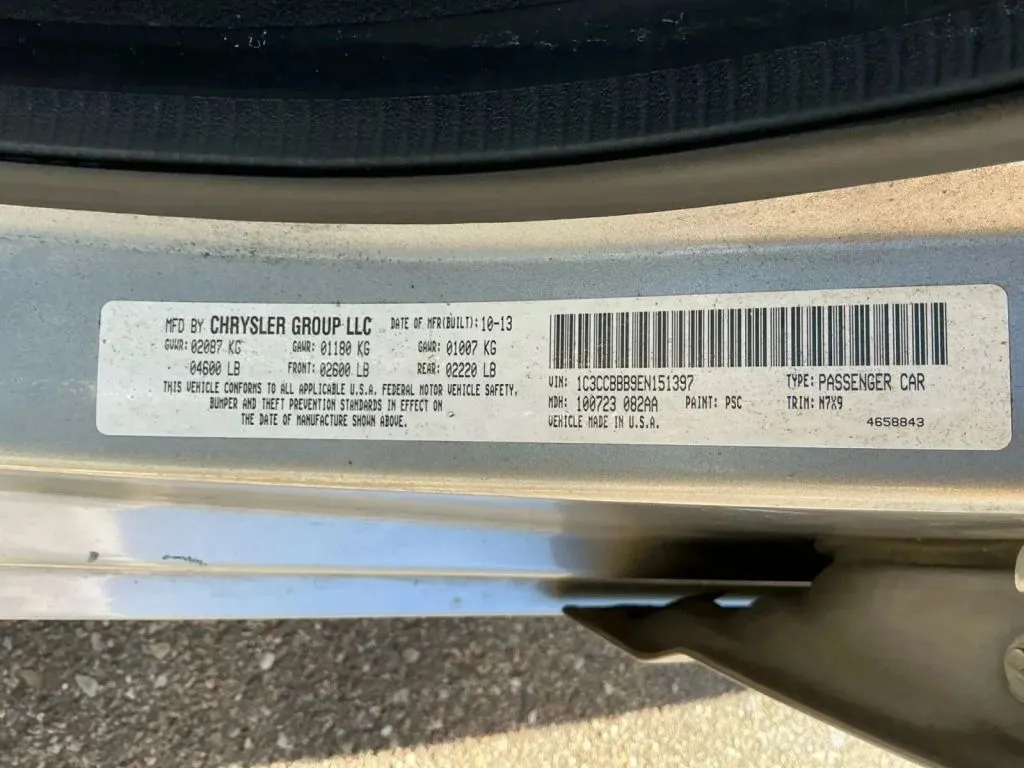 MFD BY CHRYSLER GROUP LLC DATE OF MFR(BUILT): 10-13
GVWR: 02087 KG GAWR: 01180 KG GAWR: 01007 KG
04600 LB FRONT: 02600 LB REAR: 02220 LB
THIS VEHICLE CONFORMS TO ALL APPLICABLE U.S.A. FEDERAL MOTOR VEHICLE SAFETY,
BUMPER AND THEFT PREVENTION STANDARDS IN EFFECT ON
THE DATE OF MANUFACTURE SHOWN ABOVE.
VIN: 1C3CCBBB9EN151397 TYPE: PASSENGER CAR
MDH: 100723 082AA PAINT: PSC TRIM: N7X9
VEHICLE MADE IN U.S.A. 4658843